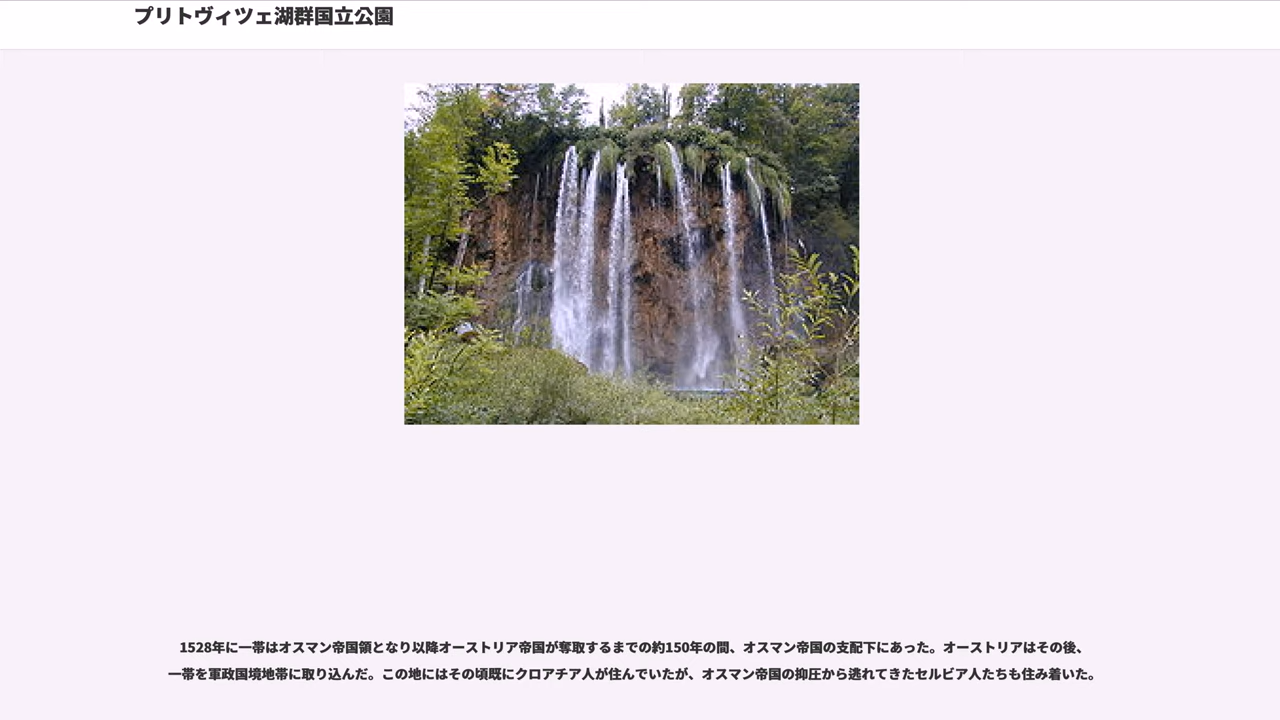 プリトヴィツェ湖群国立公園
1528年に一帯はオスマン帝国領となり以降オーストリア帝国が奪取するまでの約150年の間、オスマン帝国の支配下にあった。オーストリアはその後、
一帯を軍政国境地帯に取り込んだ。この地にはその頃既にクロアチア人が住んでいたが、オスマン帝国の抑圧から逃れてきたセルビア人たちも住み着いた。